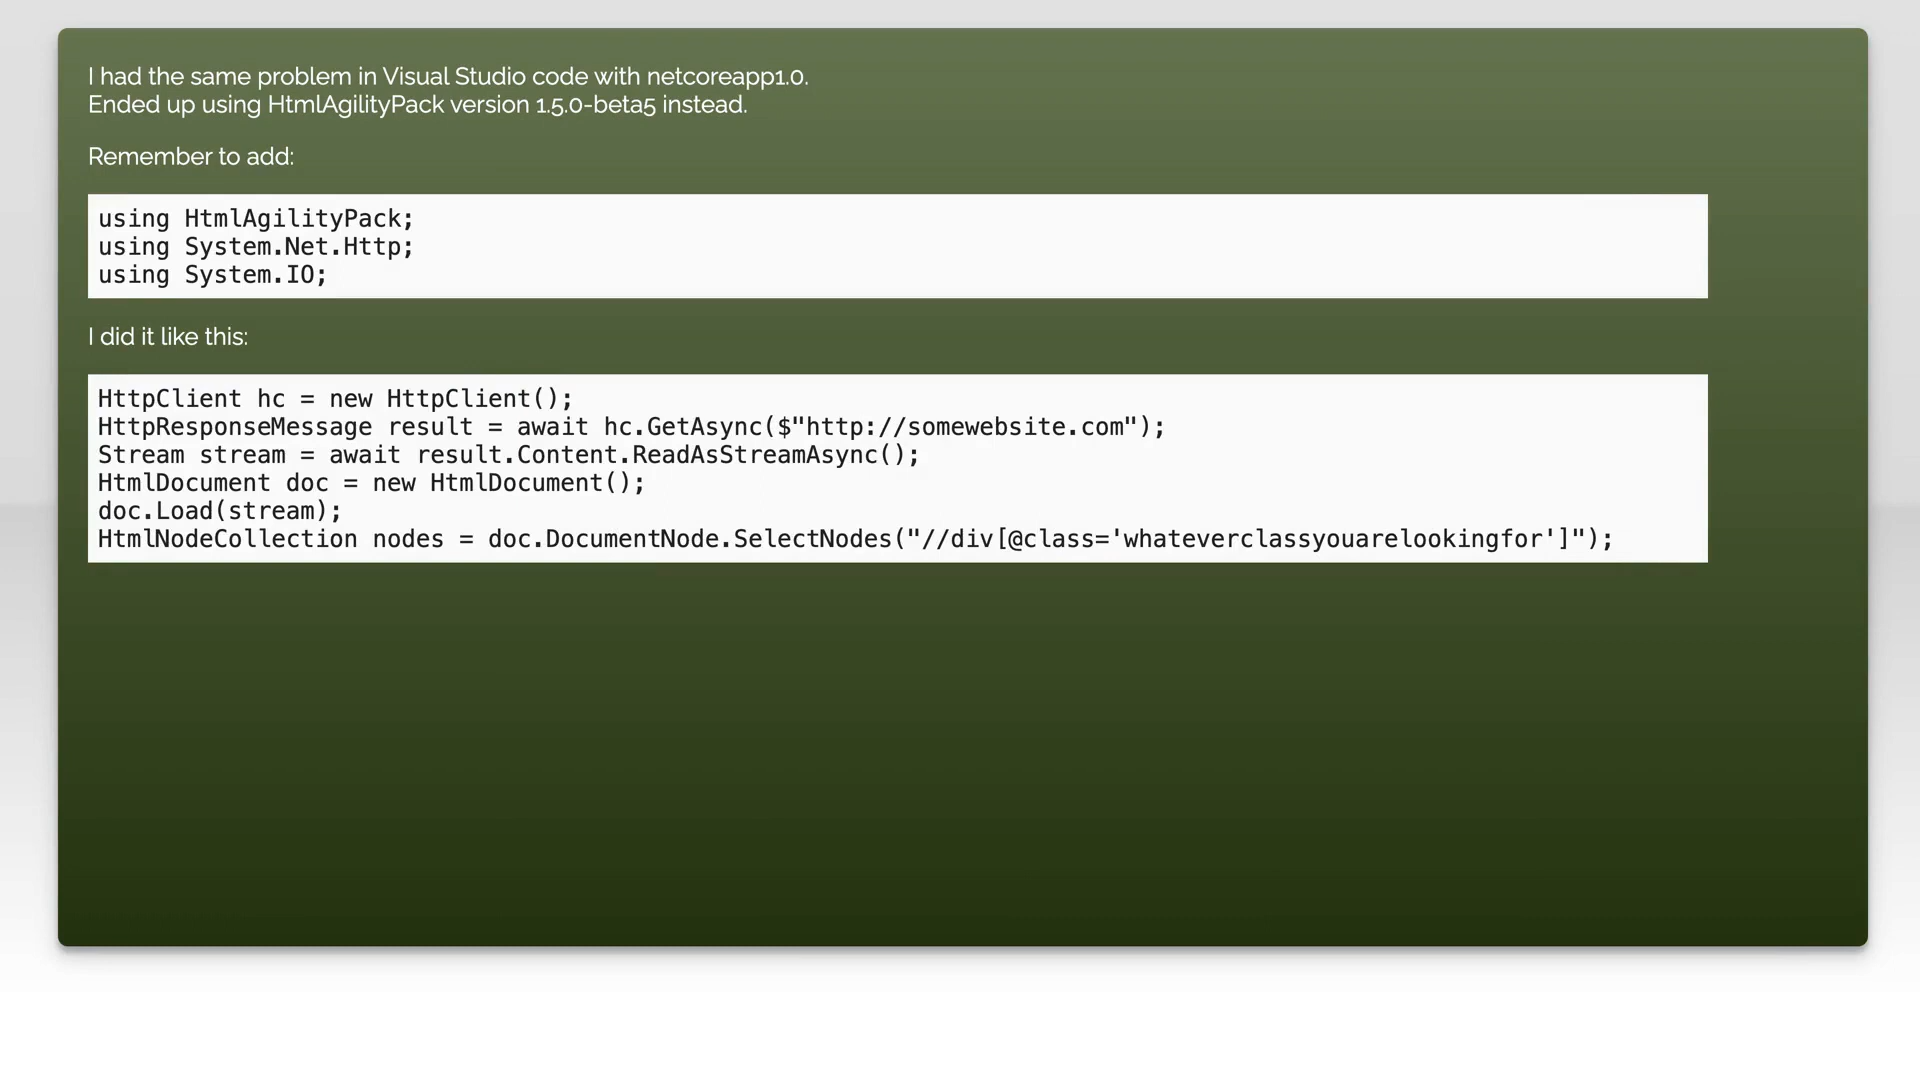 I had the same problem in Visual Studio code with netcoreapp1.0.
Ended up using HtmlAgilityPack version 1.5.0-beta5 instead.
Remember to add:
using HtmlAgilityPack;
using System.Net.Http;
using System.IO;
I did it like this:
HttpClient hc = new HttpClient();
HttpResponseMessage result = await hc.GetAsync($"http://somewebsite.com");
Stream stream = await result.Content.ReadAsStreamAsync();
HtmlDocument doc = new HtmlDocument();
doc.Load(stream);
HtmlNodeCollection nodes = doc.DocumentNode.SelectNodes("//div[@class='whateverclassyouarelookingfor']");